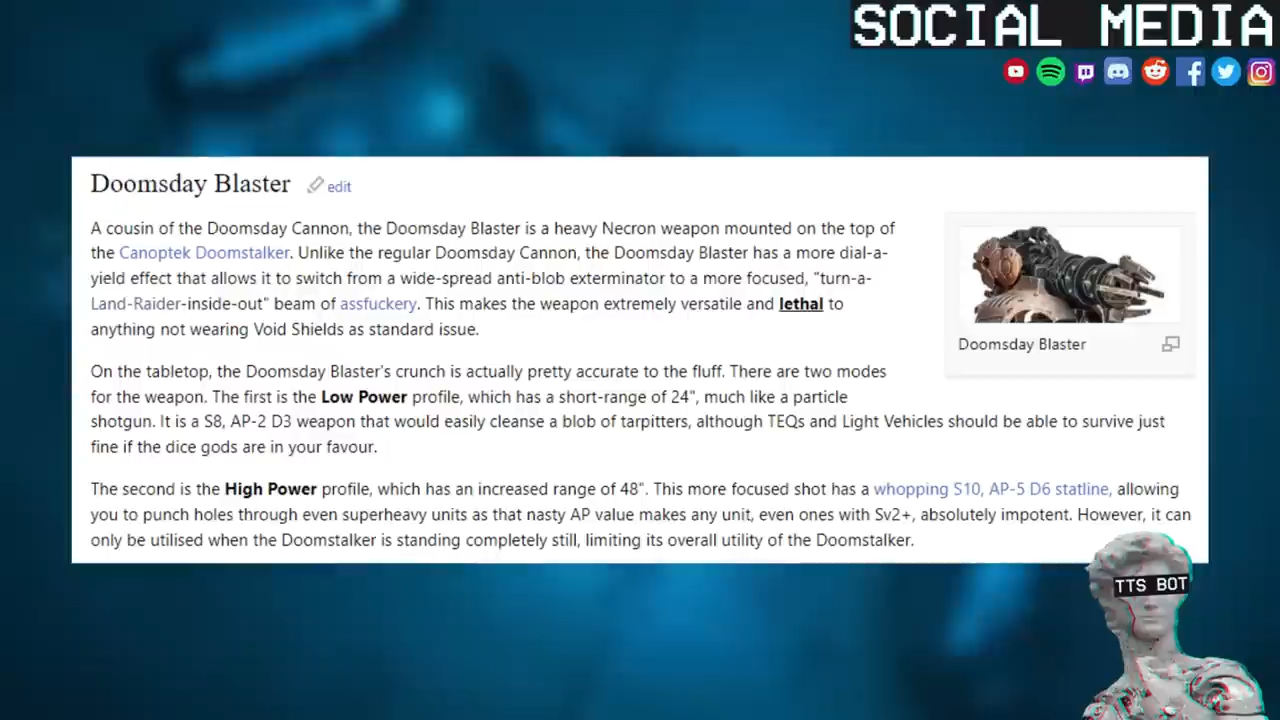 SOCIAL MEDIA
Doomsday Blaster edit
A cousin of the Doomsday Cannon, the Doomsday Blaster is a heavy Necron weapon mounted on the top of
the Canoptek Doomstalker. Unlike the regular Doomsday Cannon, the Doomsday Blaster has a more dial-a-
yield effect that allows it to switch from a wide-spread anti-blob exterminator to a more focused, "turn-a-
Land-Raider-inside-out" beam of assfuckery. This makes the weapon extremely versatile and lethal to
anything not wearing Void Shields as standard issue.
Doomsday Blaster
On the tabletop, the Doomsday Blaster's crunch is actually pretty accurate to the fluff. There are two modes
for the weapon. The first is the Low Power profile, which has a short-range of 24", much like a particle
shotgun. It is a S8, AP-2 D3 weapon that would easily cleanse a blob of tarpitters, although TEQs and Light Vehicles should be able to survive just
fine if the dice gods are in your favour.
The second is the High Power profile, which has an increased range of 48". This more focused shot has a whopping S10, AP-5 D6 statline, allowing
you to punch holes through even superheavy units as that nasty AP value makes any unit, even ones with Sv2+, absolutely impotent. However, it can
only be utilised when the Doomstalker is standing completely still, limiting its overall utility of the Doomstalker.
TTS BOT